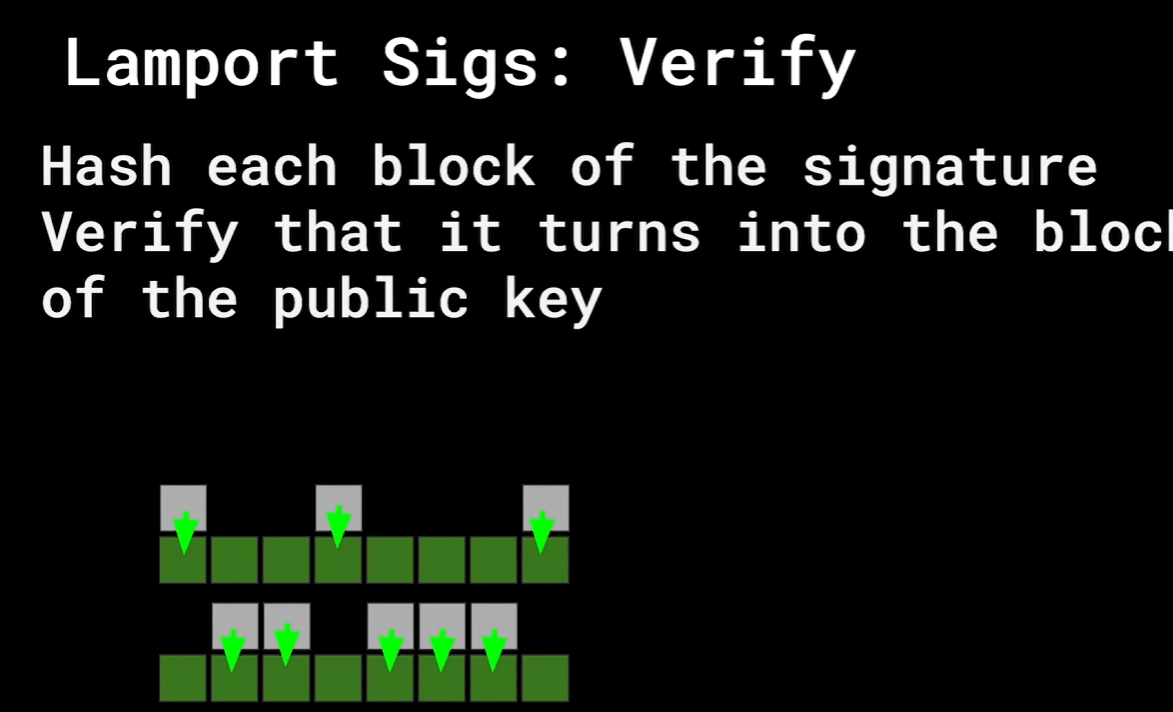 Lamport Sigs: Verify
Hash each block of the signature
Verify that it turns into the block
of the public key